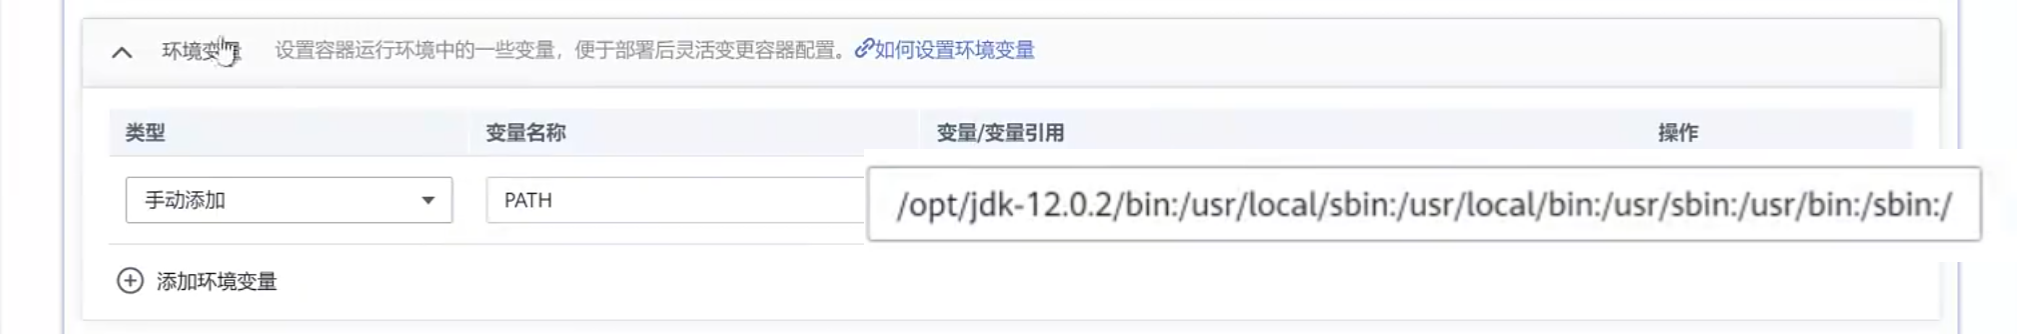 环境变量 设置容器运行环境中的一些变量，便于部署后灵活变更容器配置。如何设置环境变量
类型 变量名称 变量/变量引用 操作
手动添加 PATH /opt/jdk-12.0.2/bin:/usr/local/sbin:/usr/local/bin:/usr/sbin:/usr/bin:/sbin:/
添加环境变量